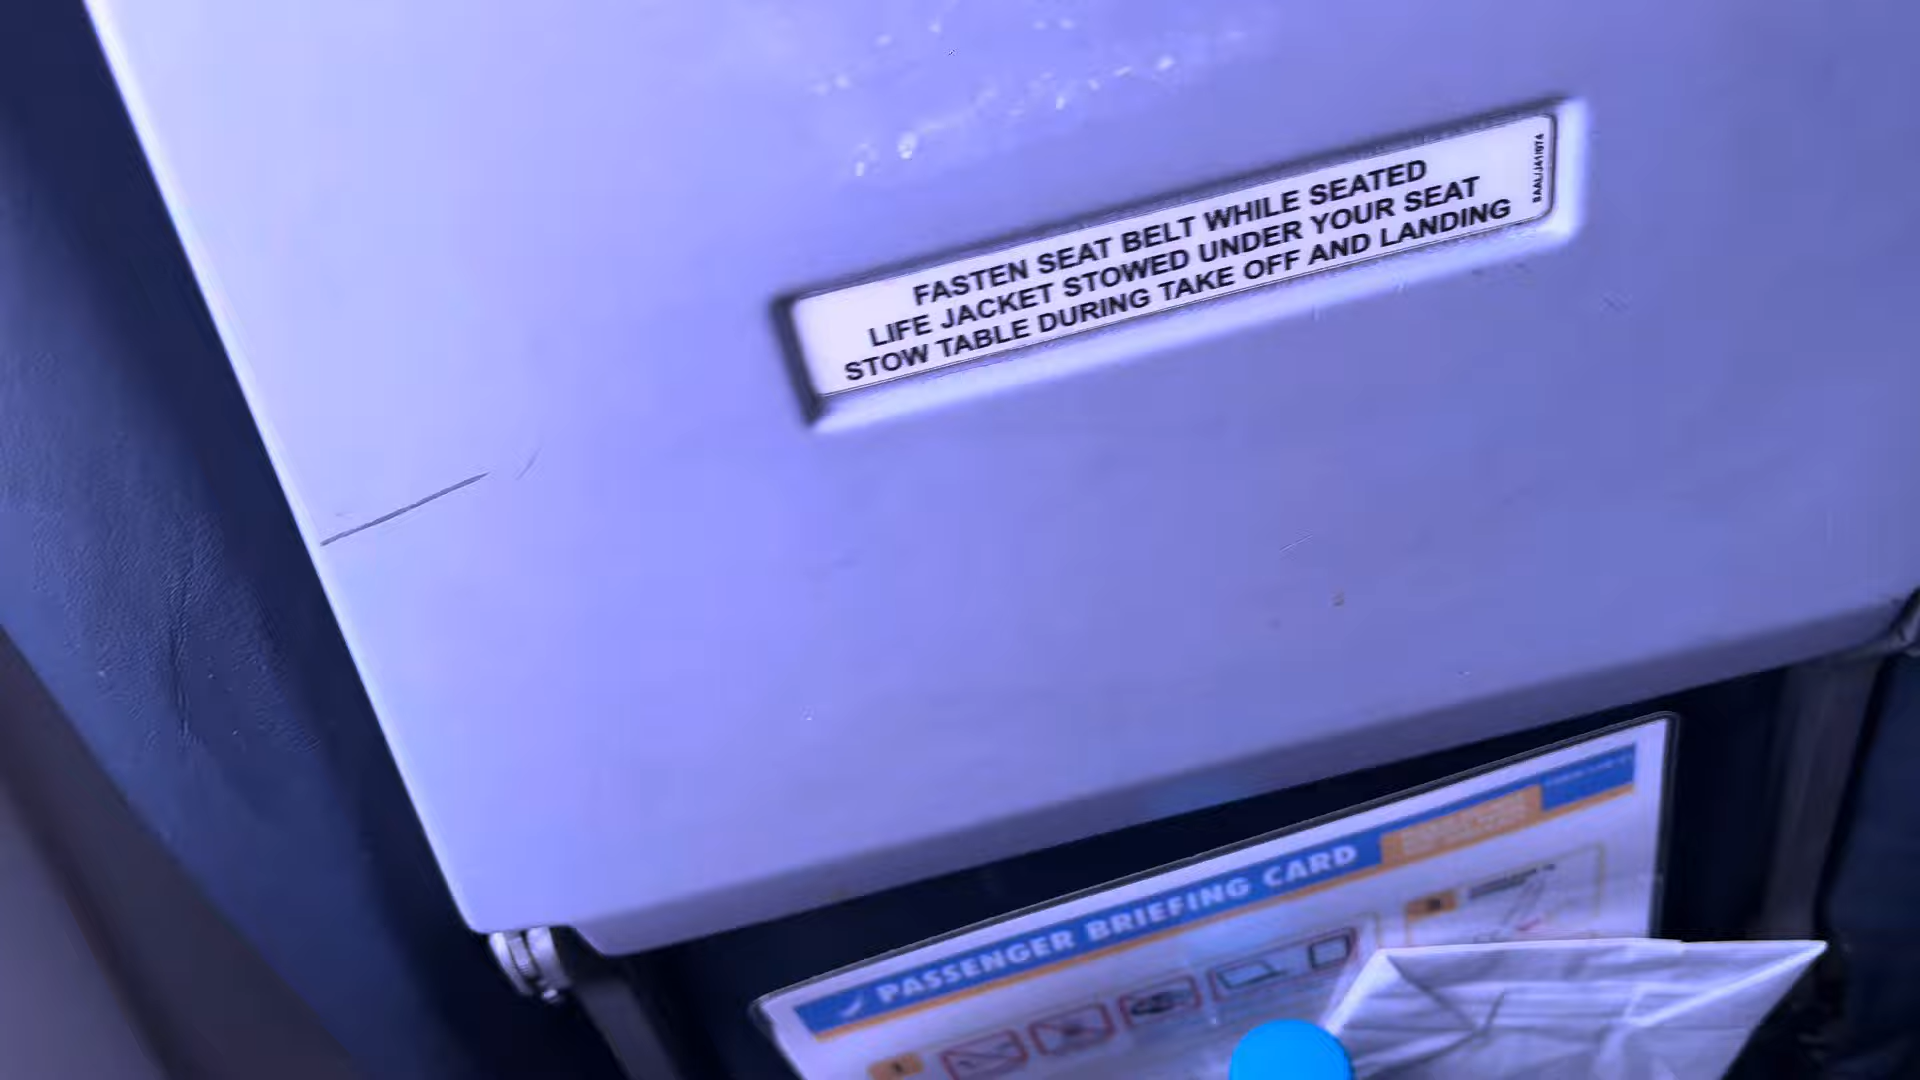 FASTEN SEAT BELT WHILE SEATED
LIFE JACKET STOWED UNDER YOUR SEAT
STOW TABLE DURING TAKE OFF AND LANDING
PASSENGER BRIEFING CARD
1